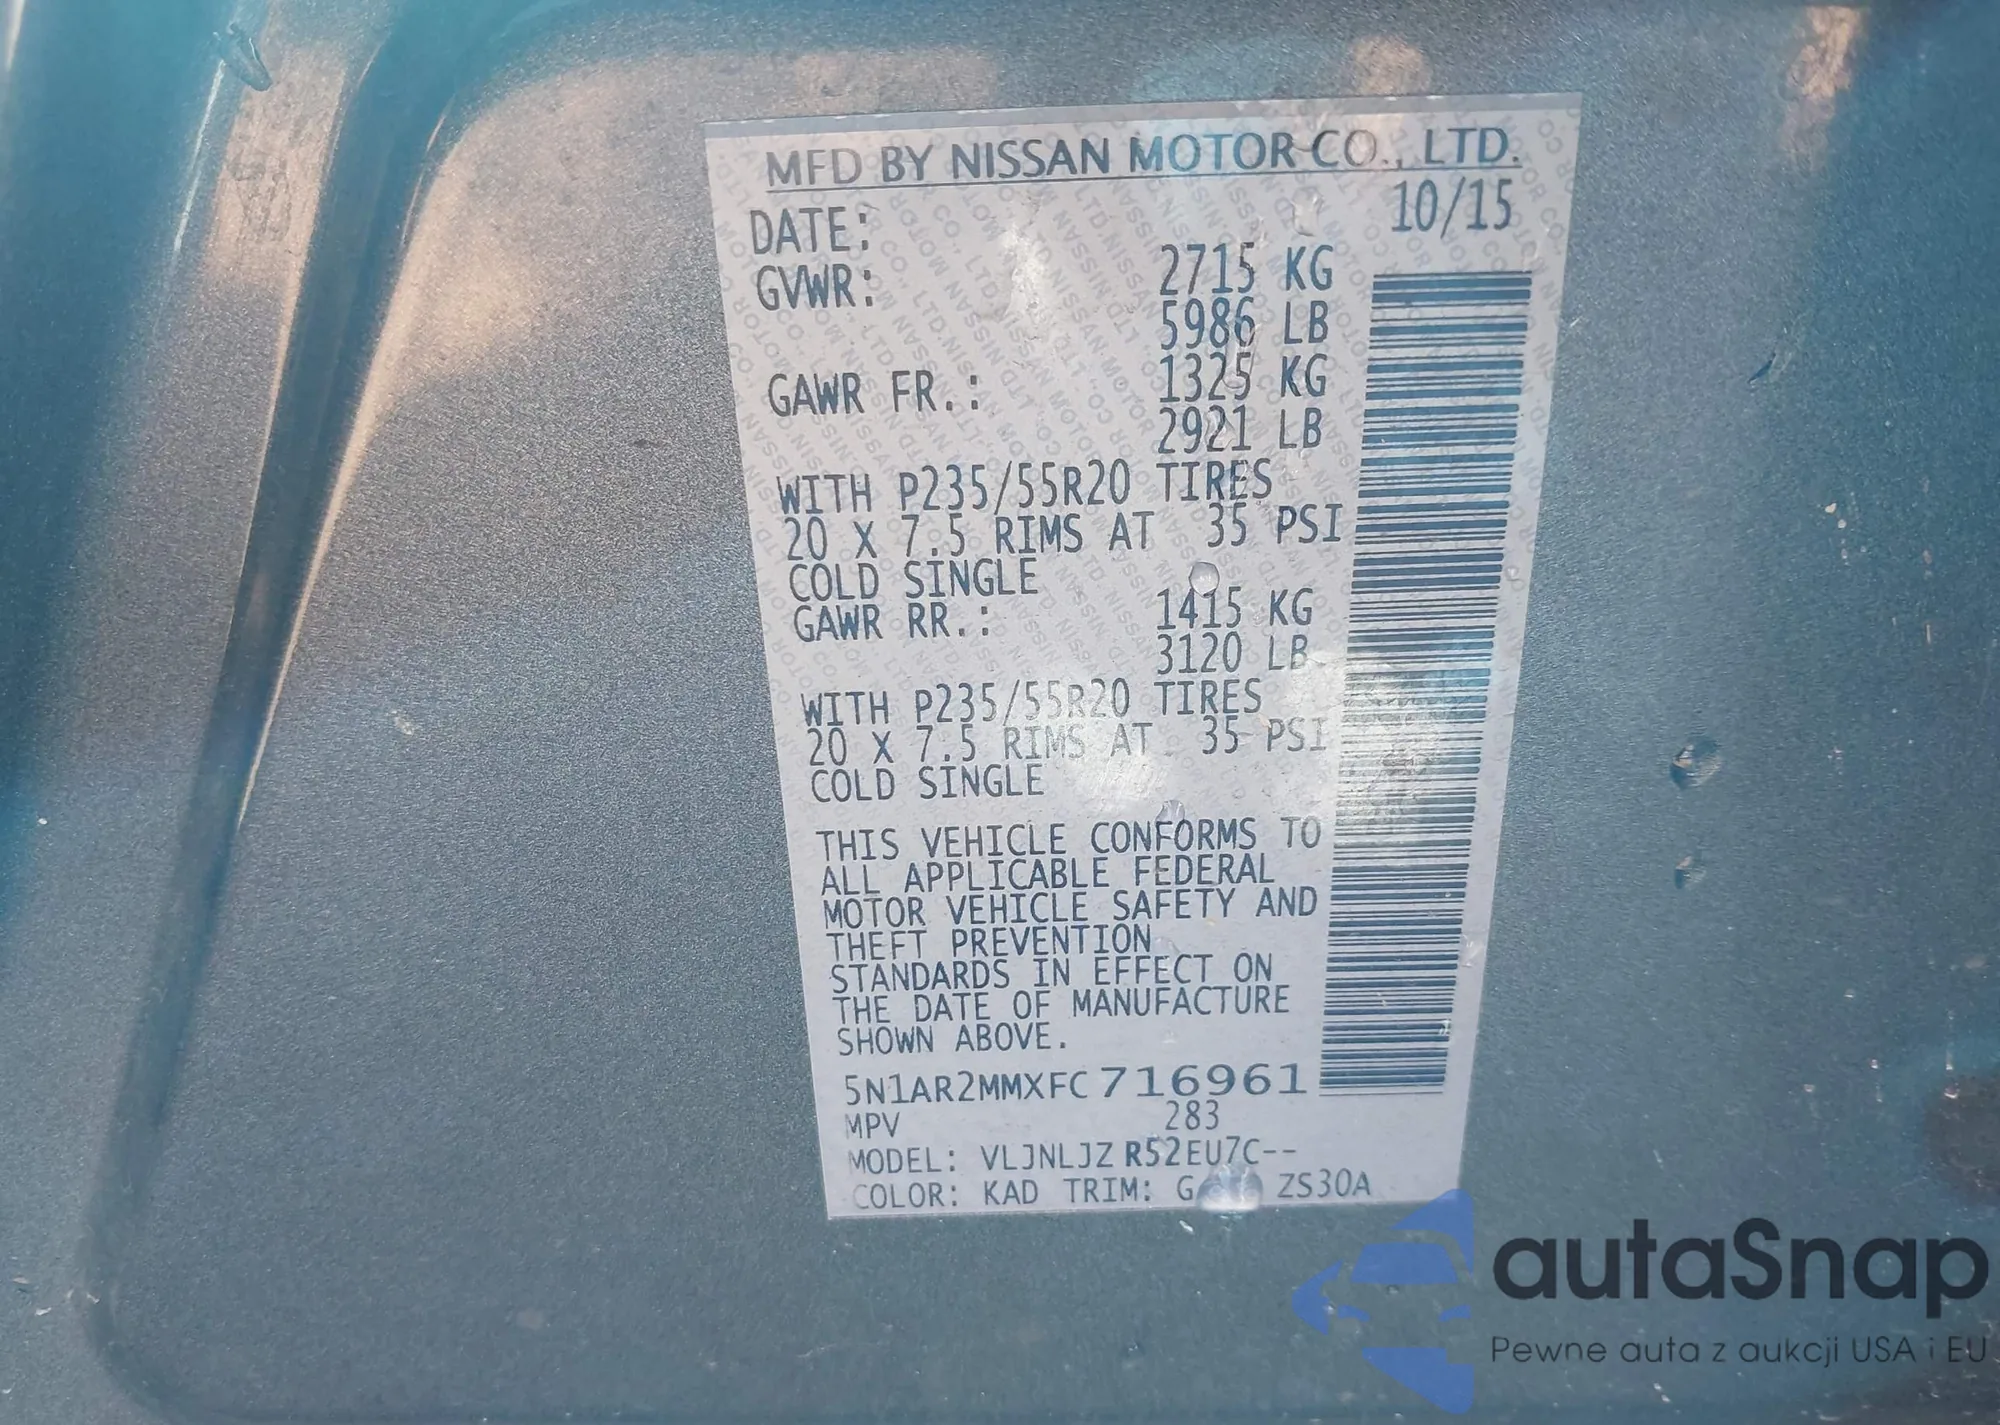 MFD BY NISSAN MOTOR CO., LTD.
DATE: 10/15
GVWR: 2715 KG
5986 LB
GAWR FR.: 1325 KG
2921 LB
WITH P235/55R20 TIRES
20 X 7.5 RIMS AT 35 PSI
COLD SINGLE
GAWR RR.: 1415 KG
3120 LB
WITH P235/55R20 TIRES
20 X 7.5 RIMS AT 35 PSI
COLD SINGLE
THIS VEHICLE CONFORMS TO
ALL APPLICABLE FEDERAL
MOTOR VEHICLE SAFETY AND
THEFT PREVENTION
STANDARDS IN EFFECT ON
THE DATE OF MANUFACTURE
SHOWN ABOVE.
5N1AR2MMXFC716961
MPV 283
MODEL: VLJNLJZ R52EU7C--
COLOR: KAD TRIM: ZS30A
autaSnap
Pewne auta z aukcji USA i EU